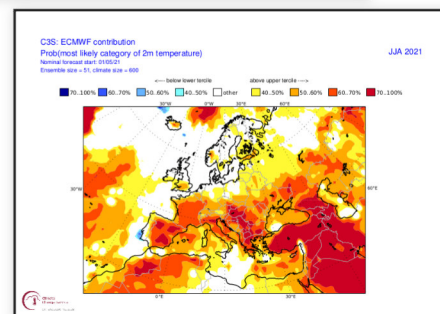 C3S: ECMWF contribution
Prob(most likely category of 2m temperature)
JJA 2021
Nominal forecast start: 01/05/21
Ensemble size = 51, climate size = 600
<---- below lower tercile above upper tercile ---->
70..100% 60..70% 50..60% 40..50% other 40..50% 50..60% 60..70% 70..100%
30°W 0°W 30°E 60°E
30°W 60°E
0°E 30°E